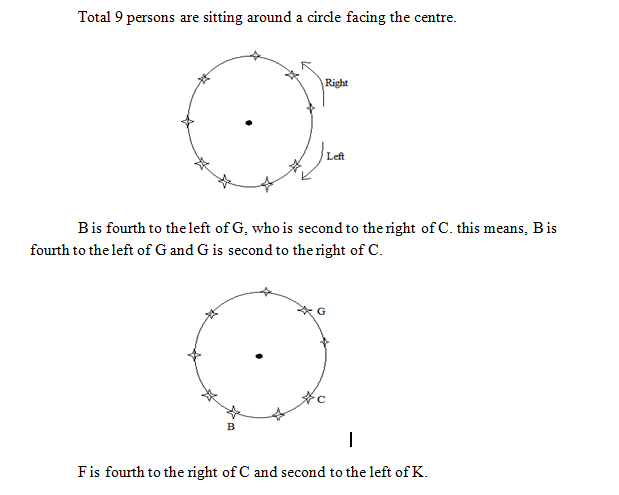 Total 9 persons are sitting around a circle facing the centre.
Right
Left
B is fourth to the left of G, who is second to the right of C. this means, B is
fourth to the left of G and G is second to the right of C.
G
C
B
F is fourth to the right of C and second to the left of K.